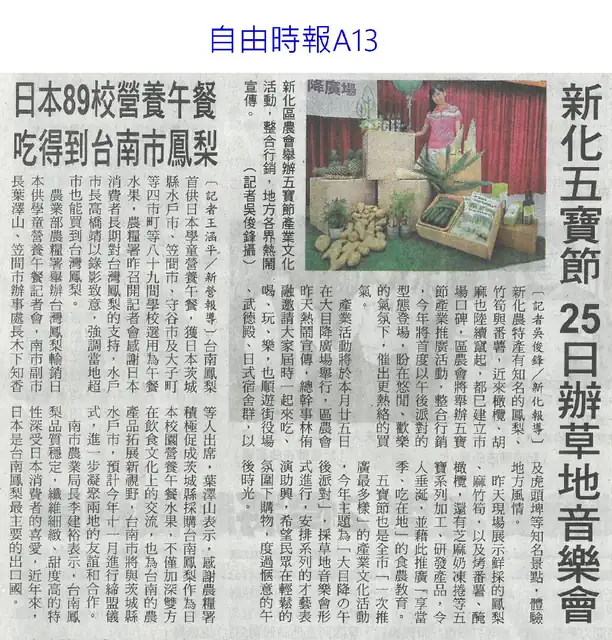 自由時報A13
新化五寶節 25日辦草地音樂會
降廣場
新化區農會舉辦五寶節產業文化
活動，整合行銷，地方各界熱鬧
宣傳。　（記者吳俊鋒攝）
〔記者吳俊鋒／新化報導〕
新化農特產有知名的鳳梨、
竹筍與番薯，近來橄欖、胡
麻也陸續竄起，都已建立市
場口碑，區農會將舉辦五寶
節產業推廣活動，整合行銷
，今年將首度以午後派對的
型態登場，盼在悠閒、歡樂
的氣氛下，催出更熱絡的買
氣。
產業活動將於本月廿五日
在大目降廣場舉行，區農會
昨天熱鬧宣傳，總幹事林侑
融邀請大家屆時一起來吃、
喝、玩、樂，也順遊街役場
、武德殿、日式宿舍群，以
及虎頭埤等知名景點，體驗
地方風情。
昨天現場展示鮮採的鳳梨
、麻竹筍，以及烤番薯、醃
橄欖，還有芝麻奶凍捲等五
寶系列加工、研發產品，令
人垂涎，並藉此推廣「享當
季、吃在地」的食農教育。
五寶節也是全市「一次推
廣最多樣」的產業文化活動
，今年主題為「大目降の午
後派對」，採草地音樂會形
式進行，安排系列的才藝表
演助興，希望民眾在輕鬆的
氛圍下購物，度過愜意的午
後時光。
日本89校營養午餐
吃得到台南市鳳梨
〔記者王涵平／新營報導〕台南鳳梨
首供日本學童營養午餐，獲日本茨城
縣水戶市、笠間市、守谷市及大子町
等四市町等八十九間學校選用為午餐
水果，農糧署昨召開記者會感謝日本
消費者長期對台灣鳳梨的支持，水戶
市長高橋靖以錄影致意，強調當地超
市也能買到台灣鳳梨。
農業部農糧署舉辦台灣鳳梨輸銷日
本供學童營養午餐記者會，南市副市
長葉澤山、笠間市辦事處長木下知香
等人出席，葉澤山表示，感謝農糧署
積極促成茨城縣採購台南鳳梨作為日
本校園營養午餐水果，不僅加深雙方
在飲食文化上的交流，也為台南的農
產品拓展新視野，台南市將與茨城縣
水戶市，預計今年十一月進行締盟儀
式，進一步凝聚兩地的友誼和合作。
南市農業局長李建裕表示，台南鳳
梨品質穩定，纖維細緻、甜度高的特
性深受日本消費者的喜愛，近年來，
日本是台南鳳梨最主要的出口國。